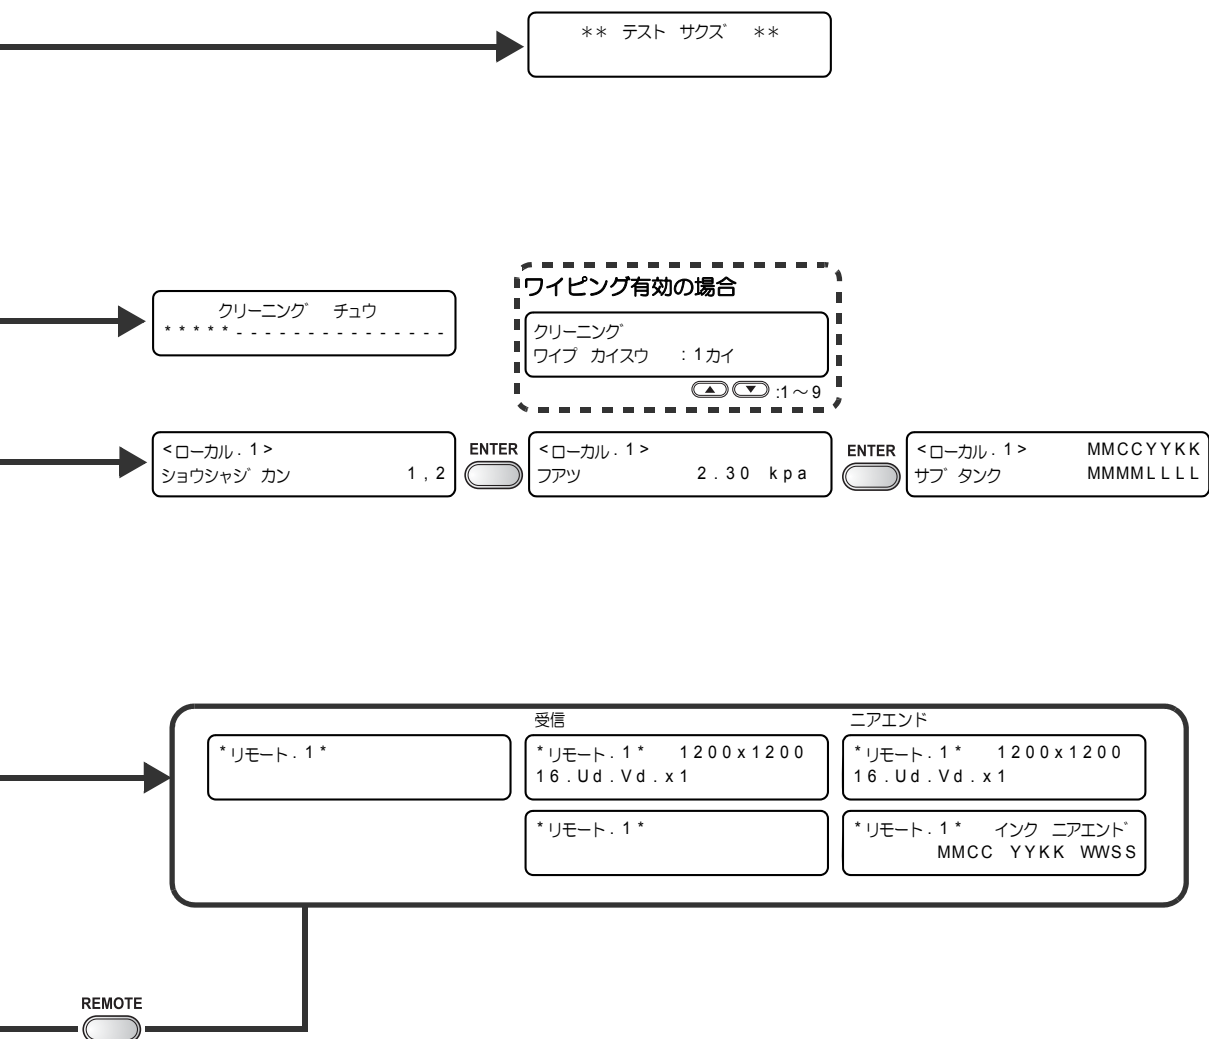 ** テスト サクズ **
ワイピング有効の場合
クリーニング チュウ
*****---------------
クリーニング
ワイプ カイスウ :1カイ
:1～9
<ローカル.1>
ショウシャジカン 1,2
ENTER
<ローカル.1>
フアツ 2.30 kpa
ENTER
<ローカル.1> MMCCYYKK
サブタンク MMMMLLLL
受信
ニアエンド
*リモート.1*
*リモート.1* 1200x1200
16.Ud.Vd.x1
*リモート.1* 1200x1200
16.Ud.Vd.x1
*リモート.1*
*リモート.1* インク ニアエンド
MMCC YYKK WWSS
REMOTE